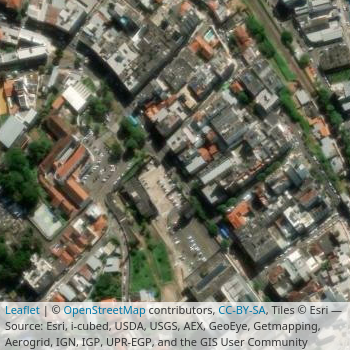 Leaflet | © OpenStreetMap contributors, CC-BY-SA, Tiles © Esri —
Source: Esri, i-cubed, USDA, USGS, AEX, GeoEye, Getmapping,
Aerogrid, IGN, IGP, UPR-EGP, and the GIS User Community